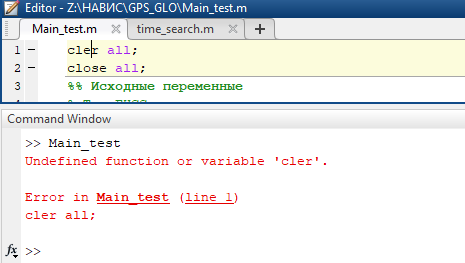 Editor - Z:\НАВИС\GPS_GLO\Main_test.m
Main_test.m × time_search.m × +
1 - cler all;
2 - close all;
3 %% Исходные переменные
4
Command Window
>> Main_test
Undefined function or variable 'cler'.
Error in Main_test (line 1)
cler all;
fx >>